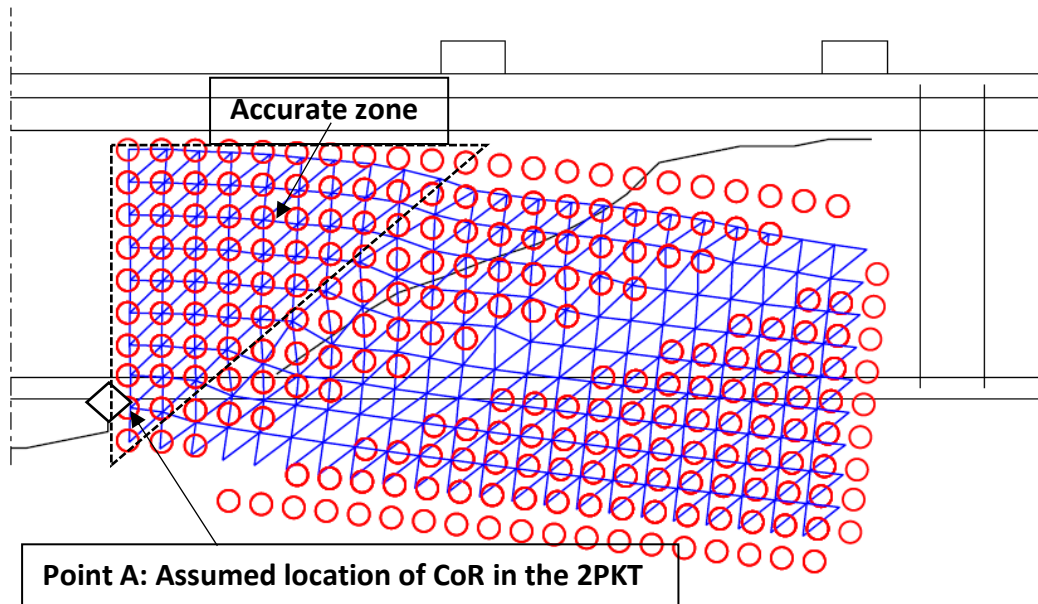 Accurate zone
Point A: Assumed location of CoR in the 2PKT